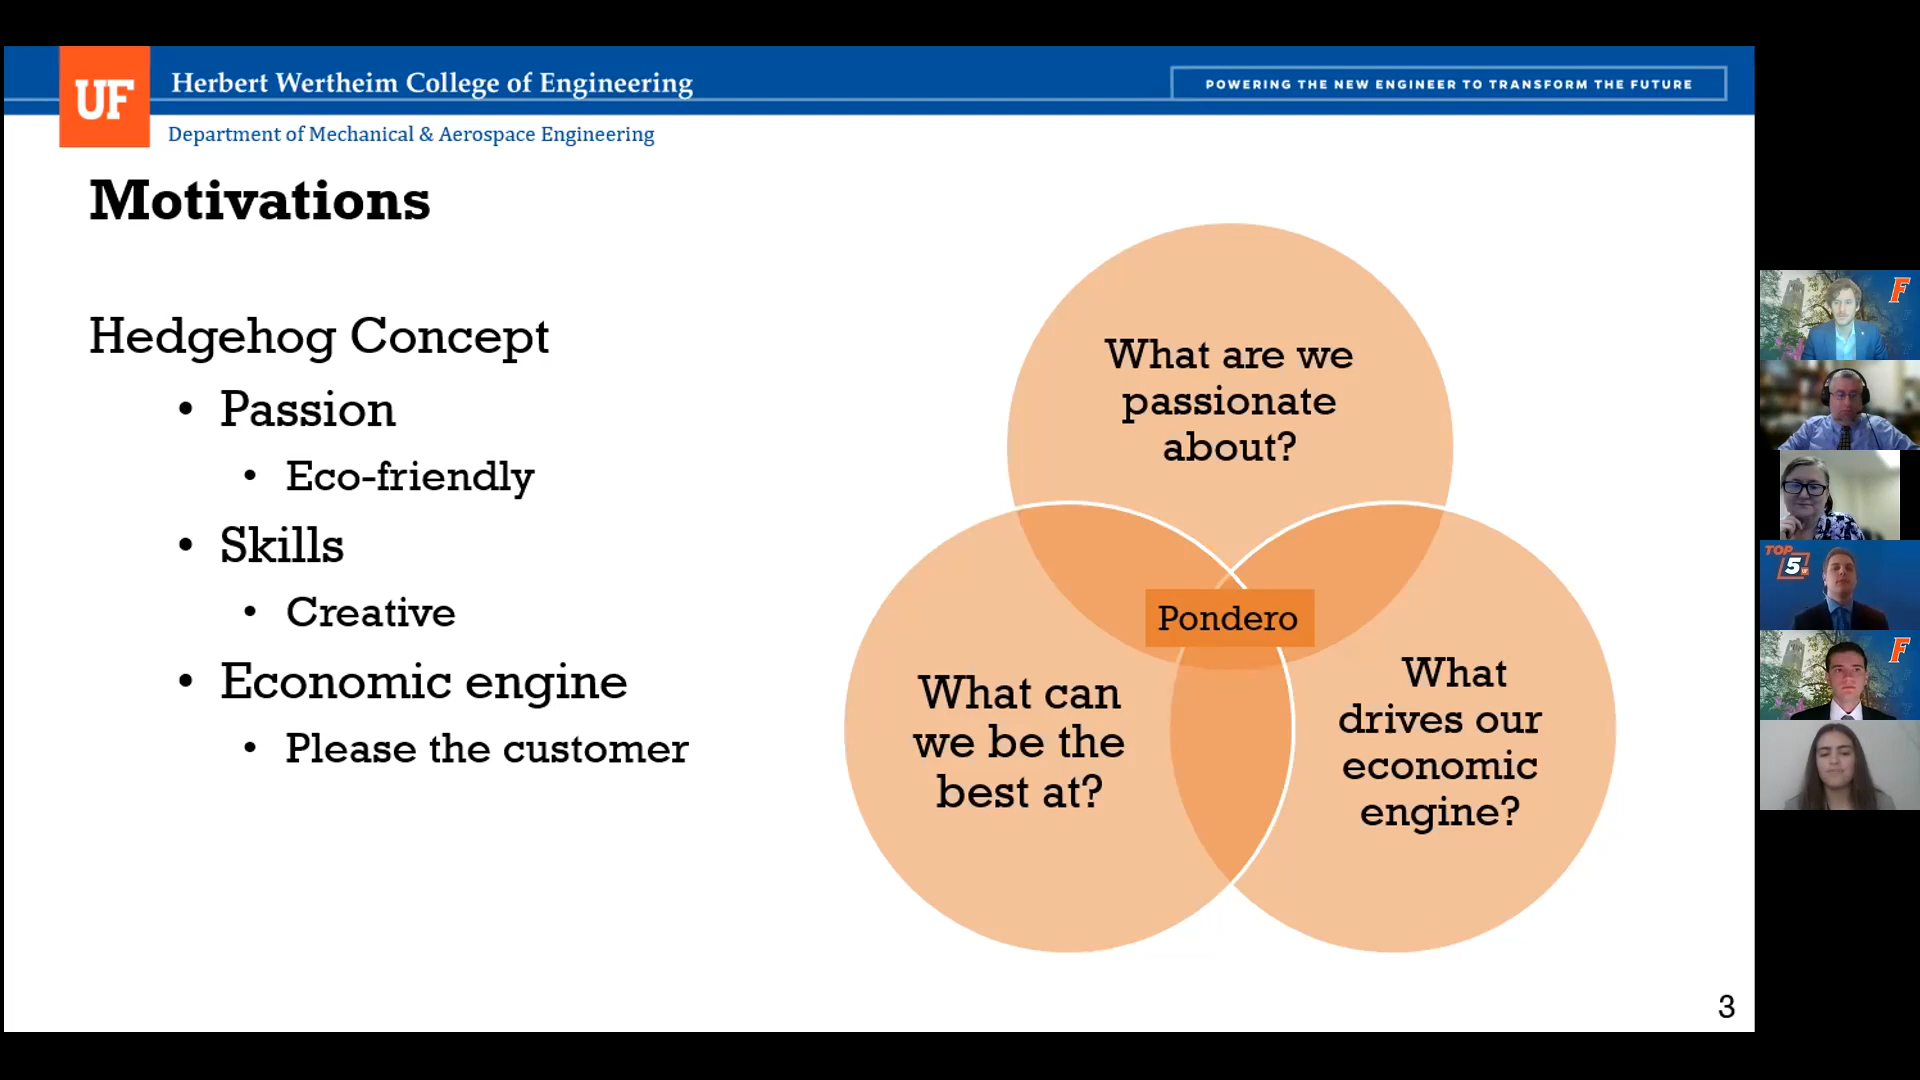 UF
Herbert Wertheim College of Engineering
POWERING THE NEW ENGINEER TO TRANSFORM THE FUTURE
Department of Mechanical & Aerospace Engineering
Motivations
Hedgehog Concept
• Passion
• Eco-friendly
• Skills
• Creative
• Economic engine
• Please the customer
What are we
passionate
about?
Pondero
What can
we be the
best at?
What
drives our
economic
engine?
3
F
TOP
5
F